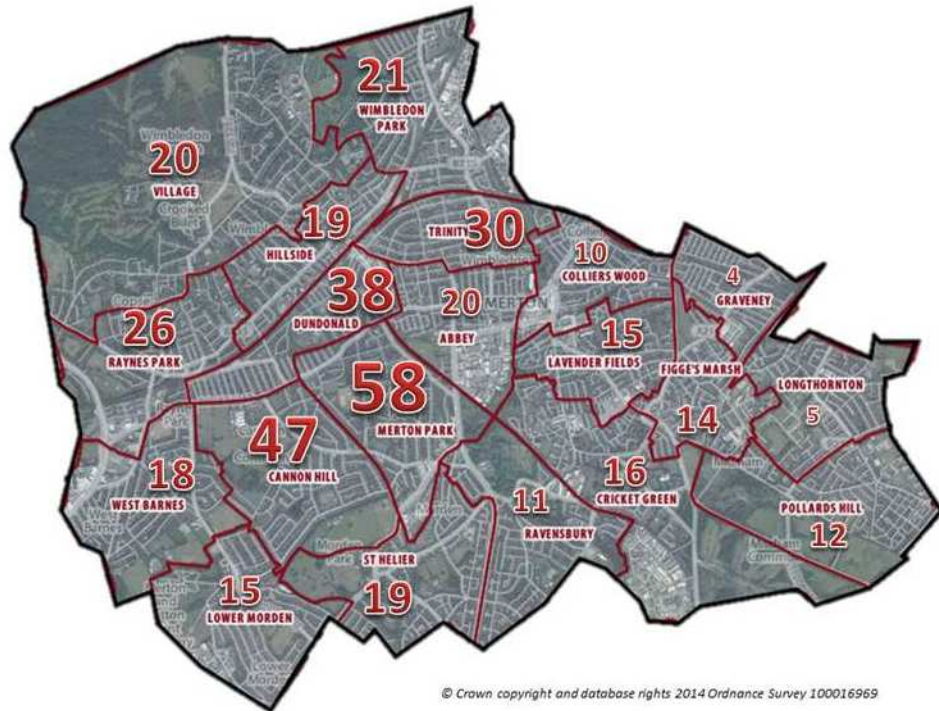 21
WIMBLEDON
PARK
20
VILLAGE
19
HILLSIDE
TRINITY
30
10
COLLIERS WOOD
4
GRAVENEY
38
DUNDONALD
20
MERTON
ABBEY
26
RAYNES PARK
15
LAVENDER FIELDS
FIGGE'S MARSH
LONGTHORNTON
58
MERTON PARK
5
14
47
CANNON HILL
18
WEST BARNES
16
CRICKET GREEN
11
RAVENSBURY
POLLARDS HILL
12
ST HELIER
19
15
LOWER MORDEN
© Crown copyright and database rights 2014 Ordnance Survey 100016969